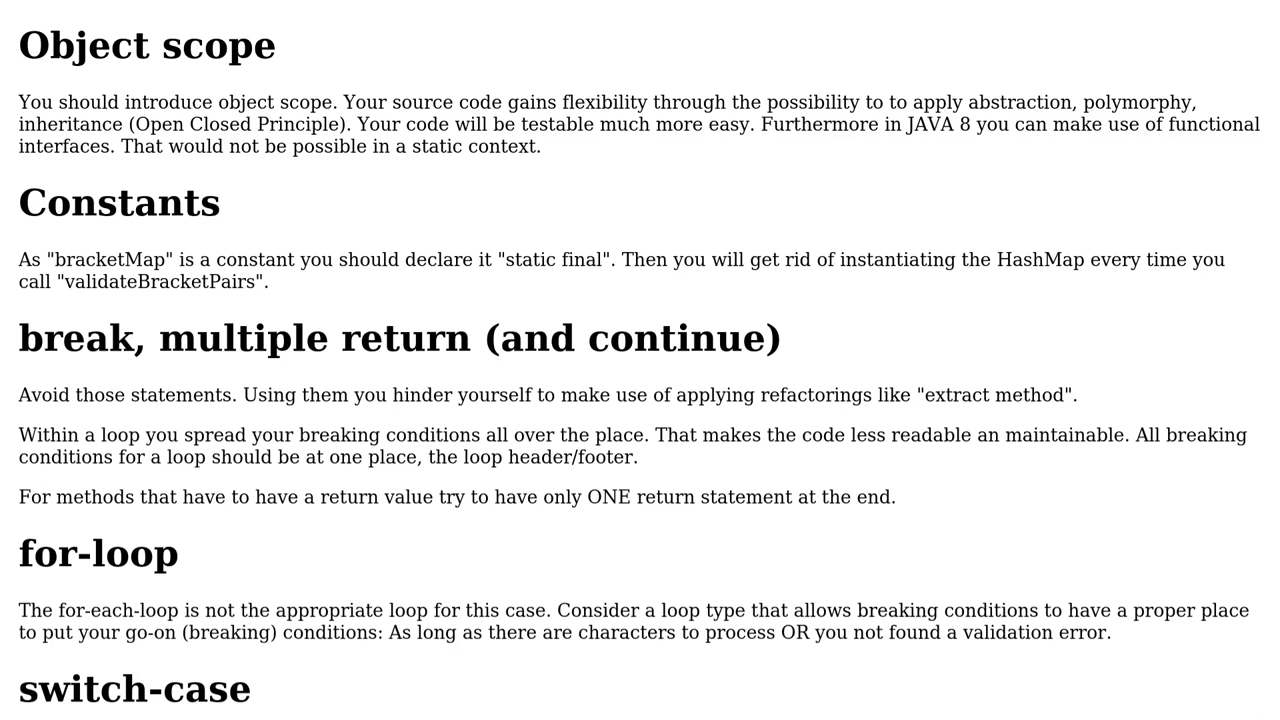 Object scope
You should introduce object scope. Your source code gains flexibility through the possibility to to apply abstraction, polymorphy,
inheritance (Open Closed Principle). Your code will be testable much more easy. Furthermore in JAVA 8 you can make use of functional
interfaces. That would not be possible in a static context.
Constants
As "bracketMap" is a constant you should declare it "static final". Then you will get rid of instantiating the HashMap every time you
call "validateBracketPairs".
break, multiple return (and continue)
Avoid those statements. Using them you hinder yourself to make use of applying refactorings like "extract method".
Within a loop you spread your breaking conditions all over the place. That makes the code less readable an maintainable. All breaking
conditions for a loop should be at one place, the loop header/footer.
For methods that have to have a return value try to have only ONE return statement at the end.
for-loop
The for-each-loop is not the appropriate loop for this case. Consider a loop type that allows breaking conditions to have a proper place
to put your go-on (breaking) conditions: As long as there are characters to process OR you not found a validation error.
switch-case